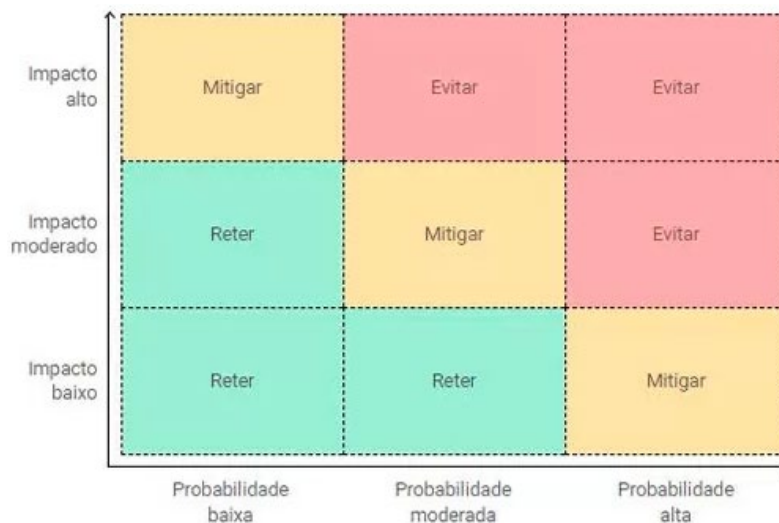 Impacto
alto
Mitigar
Evitar
Evitar
Impacto
moderado
Reter
Mitigar
Evitar
Impacto
baixo
Reter
Reter
Mitigar
Probabilidade
baixa
Probabilidade
moderada
Probabilidade
alta